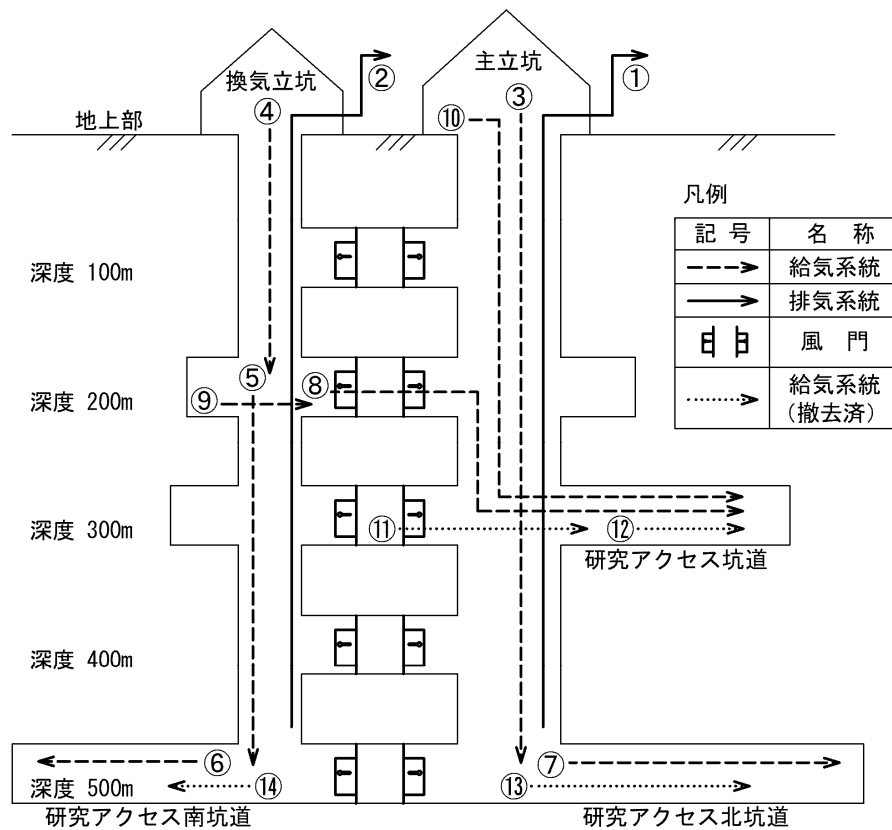 換気立坑
②
主立坑
①
④
③
地上部
⑩
凡例
記 号
名 称
給気系統
排気系統
風 門
給気系統
(撤去済)
深度 100m
⑤
⑧
⑨
深度 200m
⑪
⑫
深度 300m
研究アクセス坑道
深度 400m
⑥
⑦
深度 500m
⑭
⑬
研究アクセス南坑道
研究アクセス北坑道